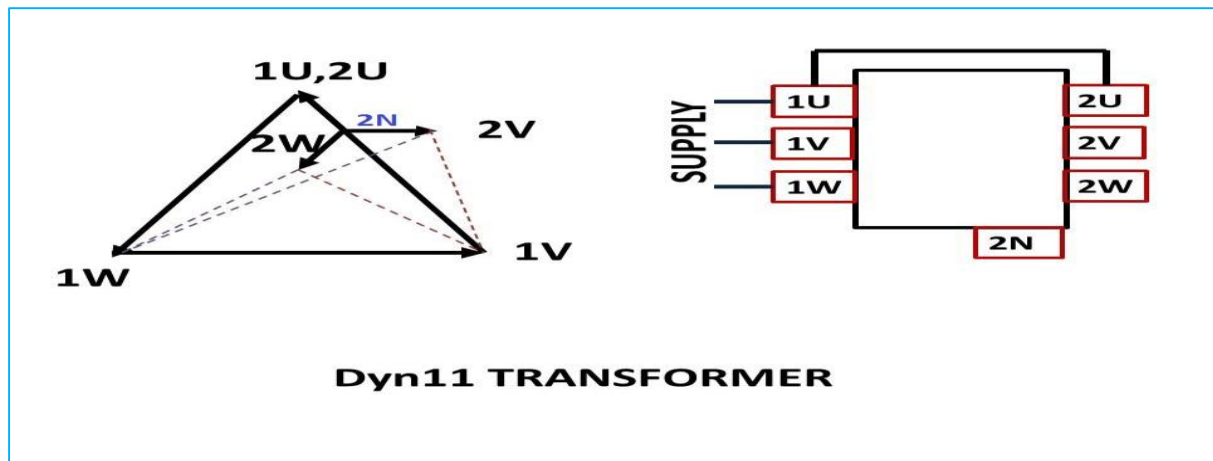 1U,2U
2N
2V
2W
1W
1V
SUPPLY
1U
2U
1V
2V
1W
2W
2N
Dyn11 TRANSFORMER